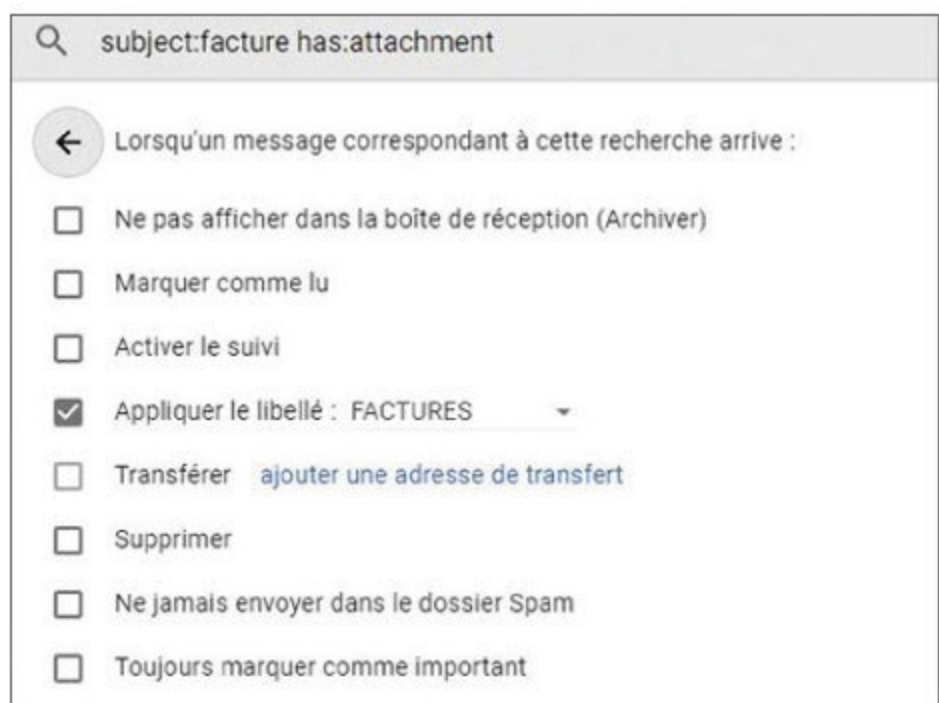 subject:facture has:attachment
Lorsqu'un message correspondant à cette recherche arrive :
Ne pas afficher dans la boîte de réception (Archiver)
Marquer comme lu
Activer le suivi
Appliquer le libellé : FACTURES
Transférer ajouter une adresse de transfert
Supprimer
Ne jamais envoyer dans le dossier Spam
Toujours marquer comme important